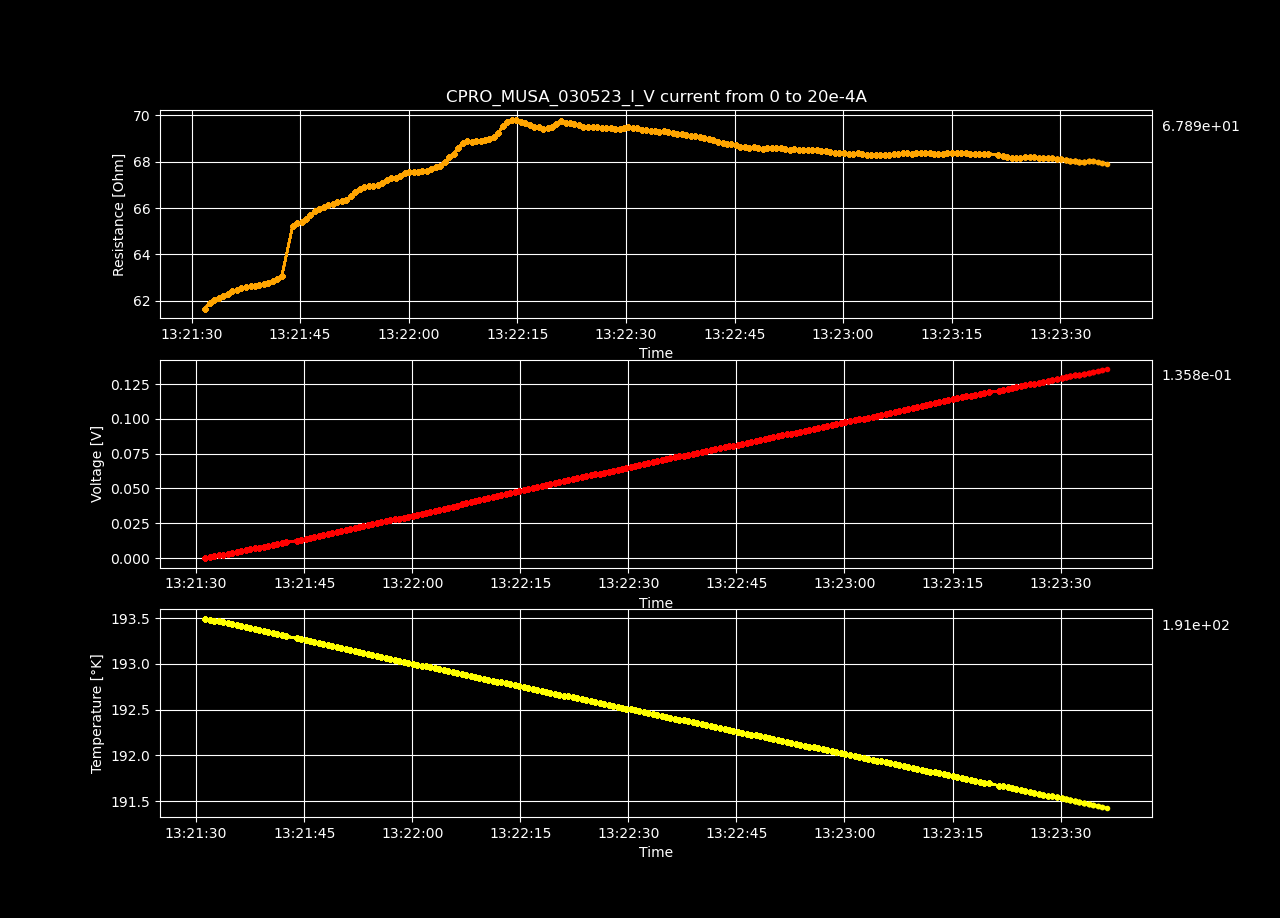 CPRO_MUSA_030523_I_V current from 0 to 20e-4A
70
68
66
64
62
Resistance [Ohm]
6.789e+01
13:21:30 13:21:45 13:22:00 13:22:15 13:22:30 13:22:45 13:23:00 13:23:15 13:23:30
Time
0.125
0.100
0.075
0.050
0.025
0.000
Voltage [V]
1.358e-01
13:21:30 13:21:45 13:22:00 13:22:15 13:22:30 13:22:45 13:23:00 13:23:15 13:23:30
Time
193.5
193.0
192.5
192.0
191.5
Temperature [°K]
1.91e+02
13:21:30 13:21:45 13:22:00 13:22:15 13:22:30 13:22:45 13:23:00 13:23:15 13:23:30
Time